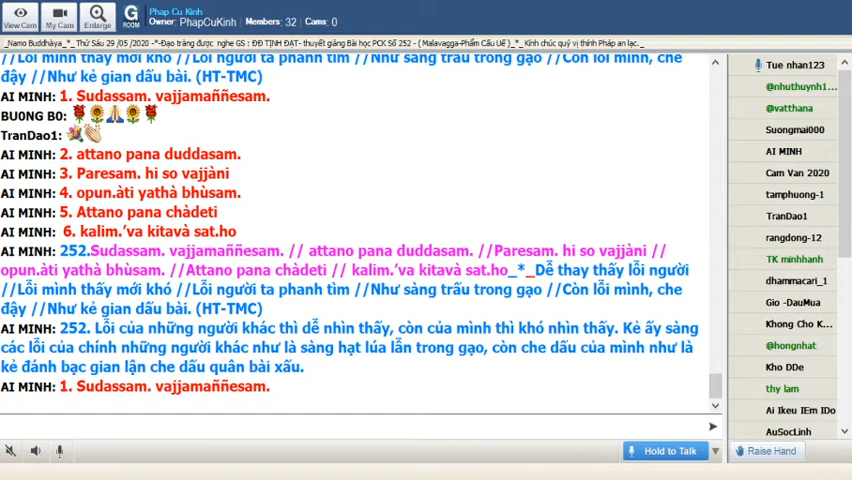 Phap Cu Kinh
Owner: PhapCuKinh Members: 32 Cams: 0
View Cam My Cam Enlarge G ROOM
_Namo Buddhàya_*_ Thứ Sáu 29 /05 /2020 -*-Đạo tràng được nghe GS : ĐĐ TỊNH ĐẠT- thuyết giảng Bài học PCK Số 252 - ( Malavagga-Phẩm Cấu Uế )_*_ Kính chúc quý vị thính Pháp an lạc._
//Lỗi mình thấy mới khó //Lỗi người ta phanh tìm //Như sàng trấu trong gạo //Còn lỗi mình, che
đậy //Như kẻ gian dấu bài. (HT-TMC)
AI MINH: 1. Sudassam. vajjamaññesam.
BU0NG B0:
TranDao1:
AI MINH: 2. attano pana duddasam.
AI MINH: 3. Paresam. hi so vajjàni
AI MINH: 4. opun.àti yathà bhùsam.
AI MINH: 5. Attano pana chàdeti
AI MINH: 6. kalim.’va kitavà sat.ho
AI MINH: 252.Sudassam. vajjamaññesam. // attano pana duddasam. //Paresam. hi so vajjàni //
opun.àti yathà bhùsam. //Attano pana chàdeti // kalim.’va kitavà sat.ho_*_Dễ thay thấy lỗi người
//Lỗi mình thấy mới khó //Lỗi người ta phanh tìm //Như sàng trấu trong gạo //Còn lỗi mình, che
đậy //Như kẻ gian dấu bài. (HT-TMC)
AI MINH: 252. Lỗi của những người khác thì dễ nhìn thấy, còn của mình thì khó nhìn thấy. Kẻ ấy sàng
các lỗi của chính những người khác như là sàng hạt lúa lẫn trong gạo, còn che dấu của mình như là
kẻ đánh bạc gian lận che dấu quân bài xấu.
AI MINH: 1. Sudassam. vajjamaññesam.
Hold to Talk
Tue nhan123
@nhuthuynh1...
@vatthana
Suongmai000
AI MINH
Cam Van 2020
tamphuong-1
TranDao1
rangdong-12
TK minhhanh
dhammacari_1
Gio -DauMua
Khong Cho K...
@hongnhat
Kho DDe
thy lam
Ai Ikeu IEm IDo
AuSocLinh
Raise Hand